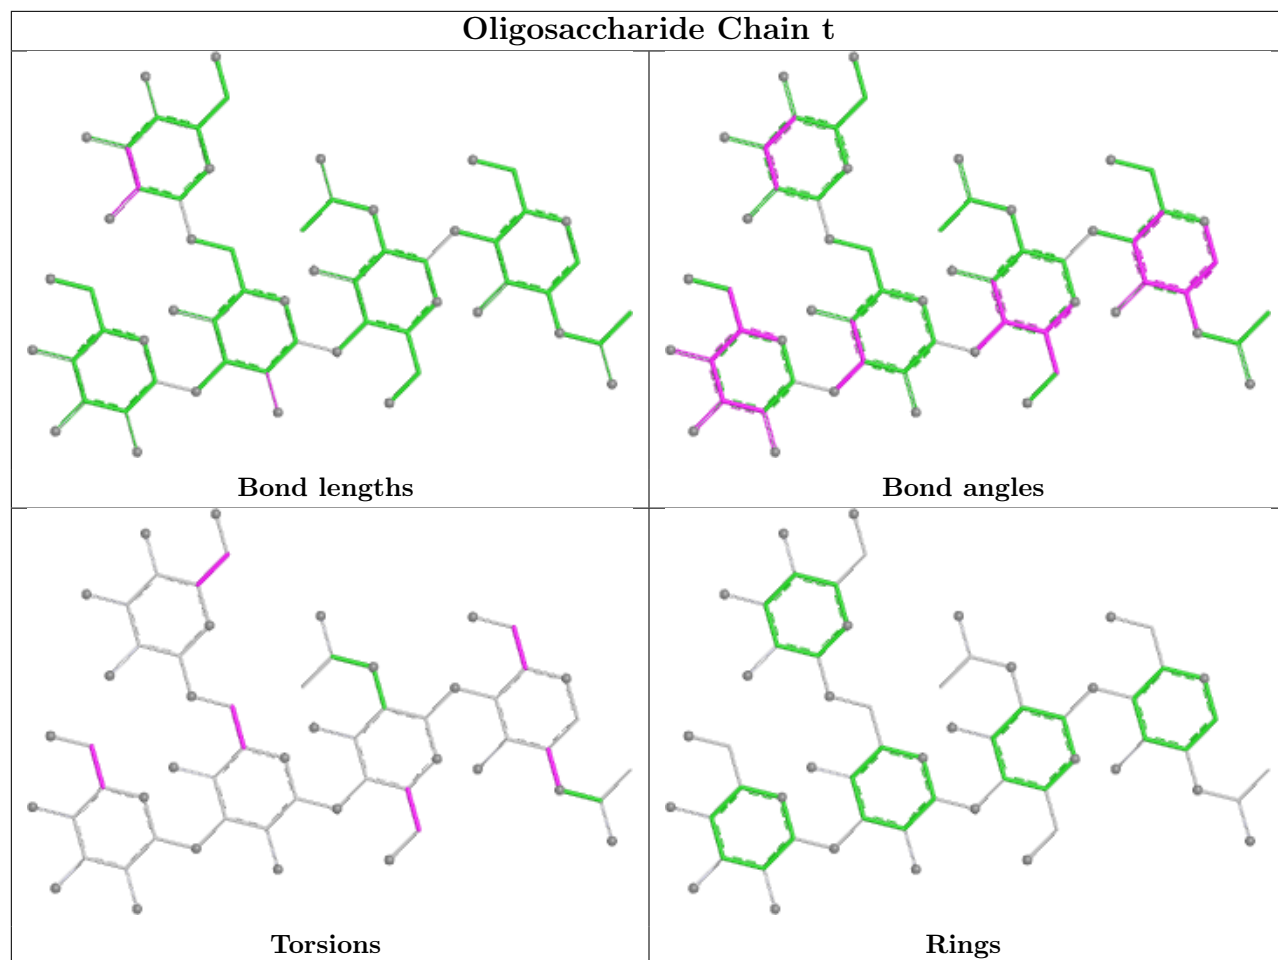 Oligosaccharide Chain t
Bond lengths
Bond angles
Torsions
Rings